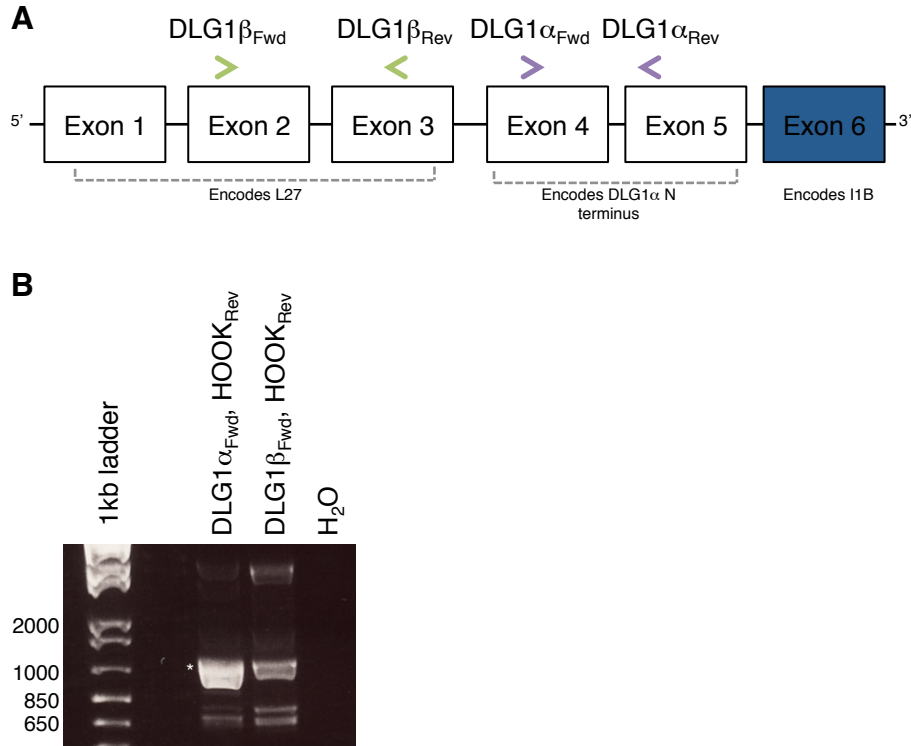 A
DLG1βFwd DLG1βRev DLG1αFwd DLG1αRev
5’ Exon 1 Exon 2 Exon 3 Exon 4 Exon 5 Exon 6 3’
Encodes L27 Encodes DLG1α N Encodes I1B
terminus
B
1kb ladder
DLG1αFwd, HOOKRev
DLG1βFwd, HOOKRev
H2O
2000
*
1000
850
650